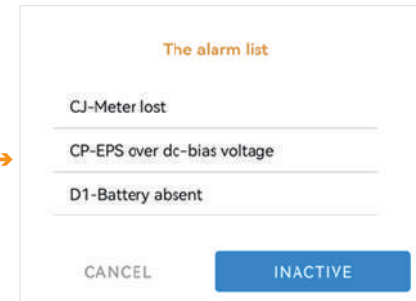 The alarm list
CJ-Meter lost
CP-EPS over dc-bias voltage
D1-Battery absent
CANCEL INACTIVE